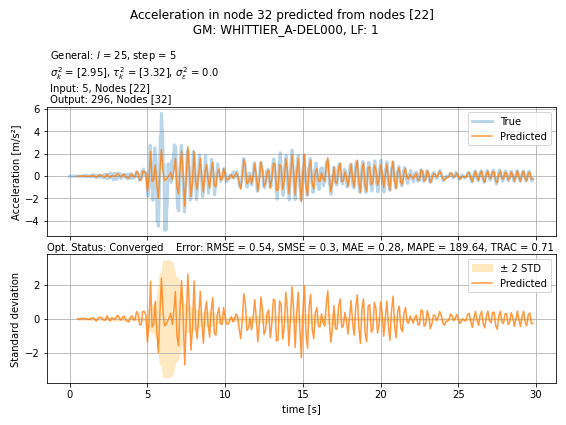 Acceleration in node 32 predicted from nodes [22]
GM: WHITTIER_A-DEL000, LF: 1
General: l = 25, step = 5
σ²ₖ = [2.95], τ²ₖ = [3.32], σ²ε = 0.0
Input: 5, Nodes [22]
Output: 296, Nodes [32]
Acceleration [m/s²]
6
4
2
0
−2
−4
True
Predicted
Opt. Status: Converged Error: RMSE = 0.54, SMSE = 0.3, MAE = 0.28, MAPE = 189.64, TRAC = 0.71
Standard deviation
2
0
−2
± 2 STD
Predicted
0 5 10 15 20 25 30
time [s]